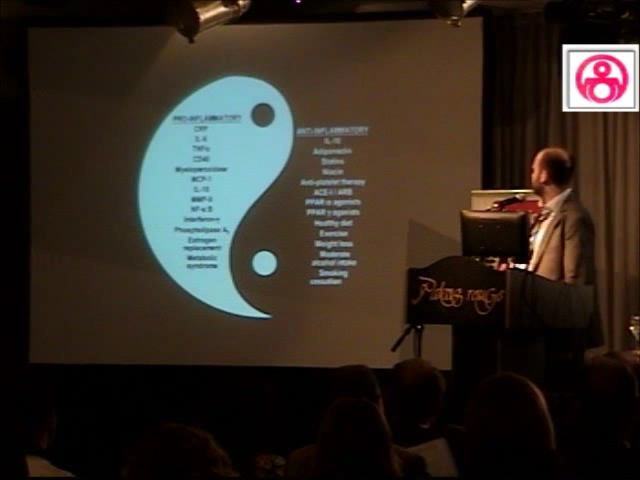 PRO-INFLAMMATORY
CRP
IL-6
TNFα
CD40
Myeloperoxidase
MCP-1
IL-18
MMP-9
NF-κB
Interferon-γ
Phospholipase A₂
Estrogen
replacement
Metabolic
syndrome
ANTI-INFLAMMATORY
IL-10
Adiponectin
Statins
Niacin
Anti-platelet therapy
ACE-I / ARB
PPAR α agonists
PPAR γ agonists
Healthy diet
Exercise
Weight loss
Moderate
alcohol intake
Smoking
cessation